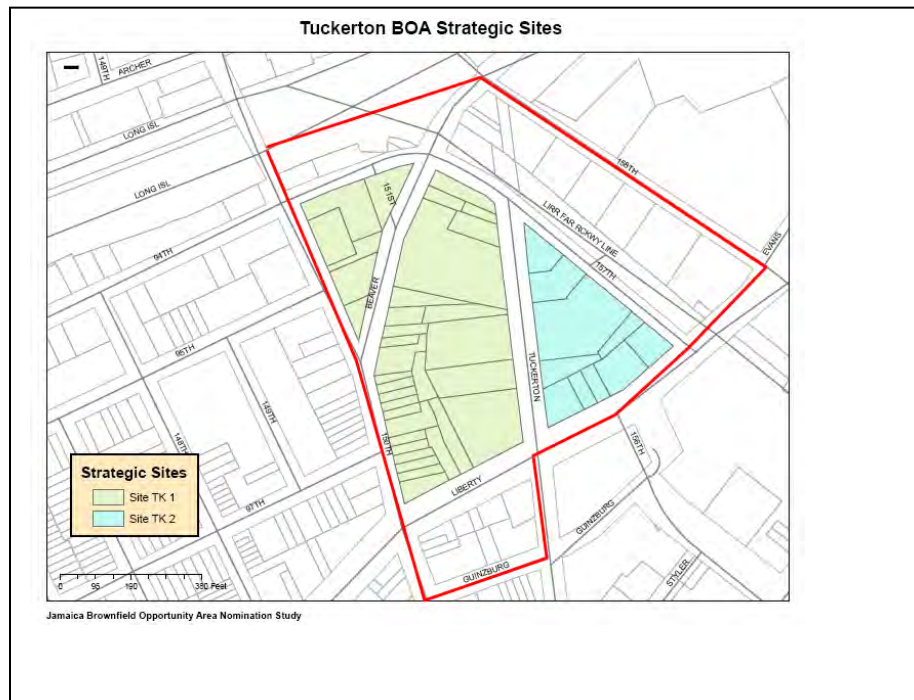 Tuckerton BOA Strategic Sites
149TH
ARCHER
LONG ISL
LONG ISL
94TH
151ST
BEAVER
158TH
LIRR FAR RCKWY LINE
EVANS
157TH
95TH
149TH
148TH
150TH
TUCKERTON
97TH
LIBERTY
156TH
GUINZBURG
GUINZBURG
STYLER
Strategic Sites
Site TK 1
Site TK 2
0 95 190 380 Feet
Jamaica Brownfield Opportunity Area Nomination Study